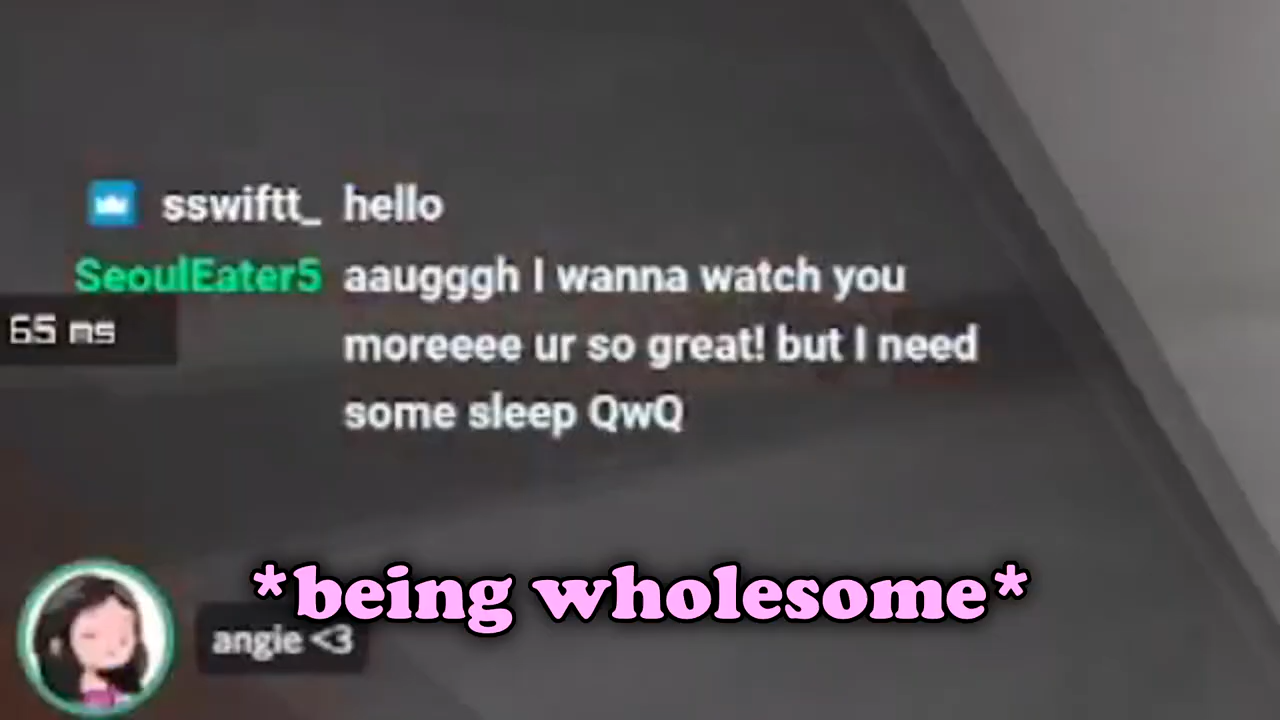 sswiftt_ hello
SeoulEater5 aaugggh I wanna watch you
moreeee ur so great! but I need
some sleep QwQ
65 ms
*being wholesome*
angie <3